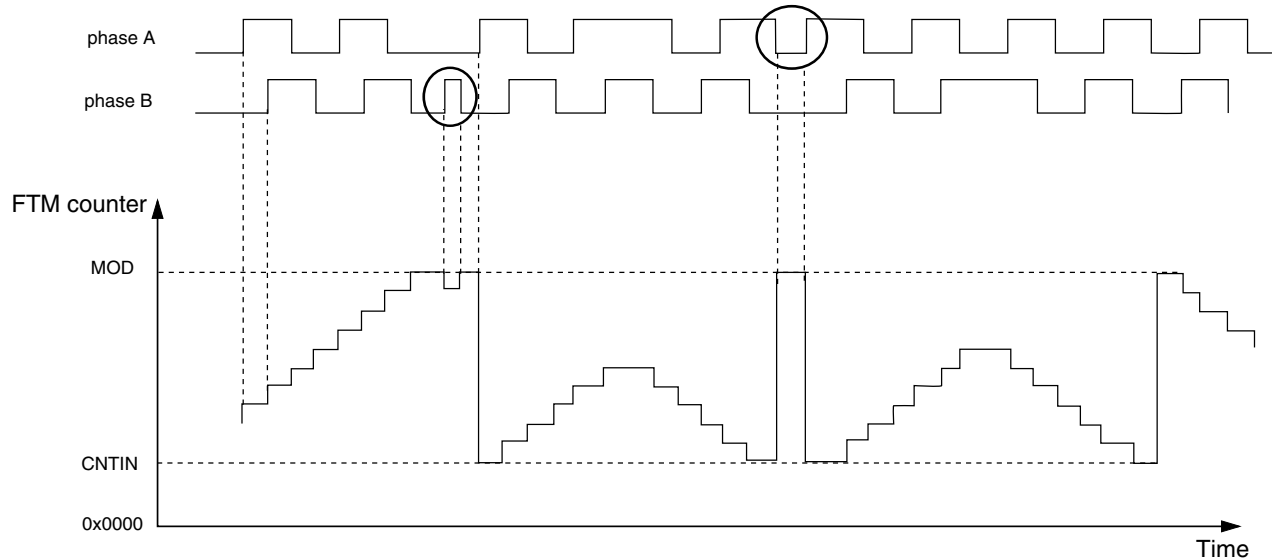 phase A
phase B
FTM counter
MOD
CNTIN
0x0000
Time